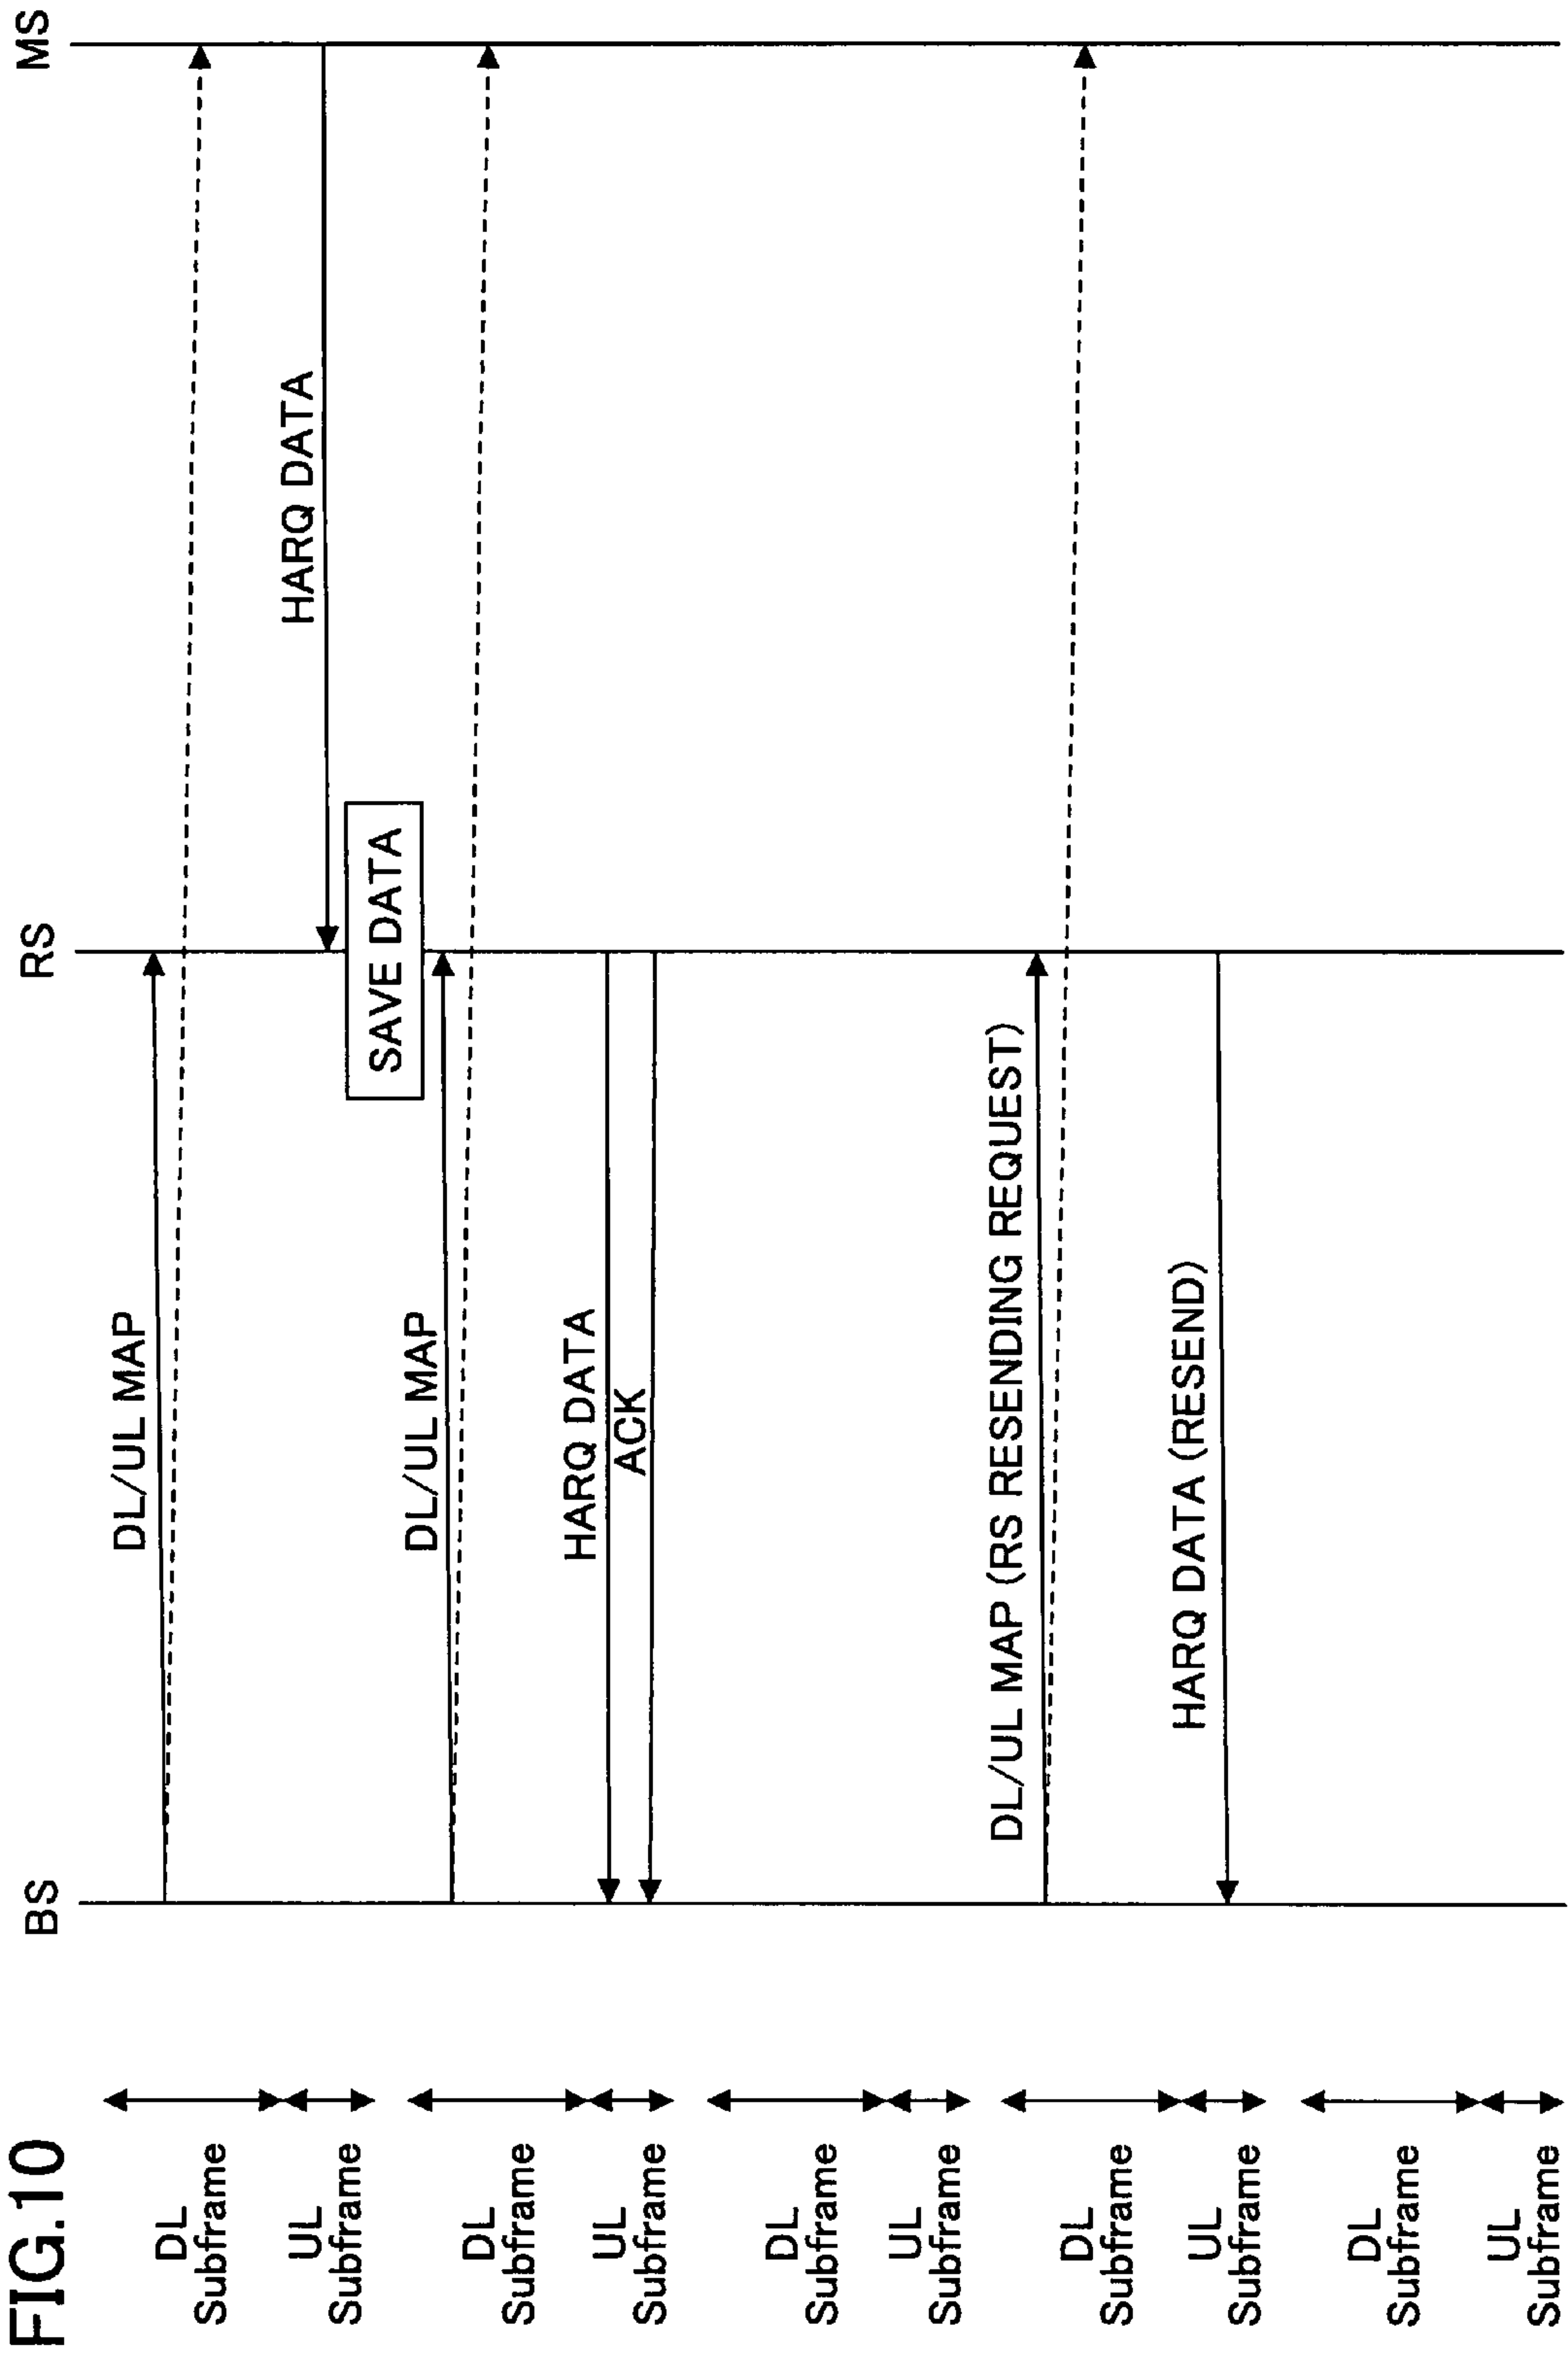 FIG.10
BS
RS
MS
DL
Subframe
DL/UL MAP
UL
Subframe
HARQ DATA
SAVE DATA
DL
Subframe
DL/UL MAP
UL
Subframe
HARQ DATA
ACK
DL
Subframe
UL
Subframe
DL
Subframe
DL/UL MAP (RS RESENDING REQUEST)
UL
Subframe
HARQ DATA (RESEND)
DL
Subframe
UL
Subframe